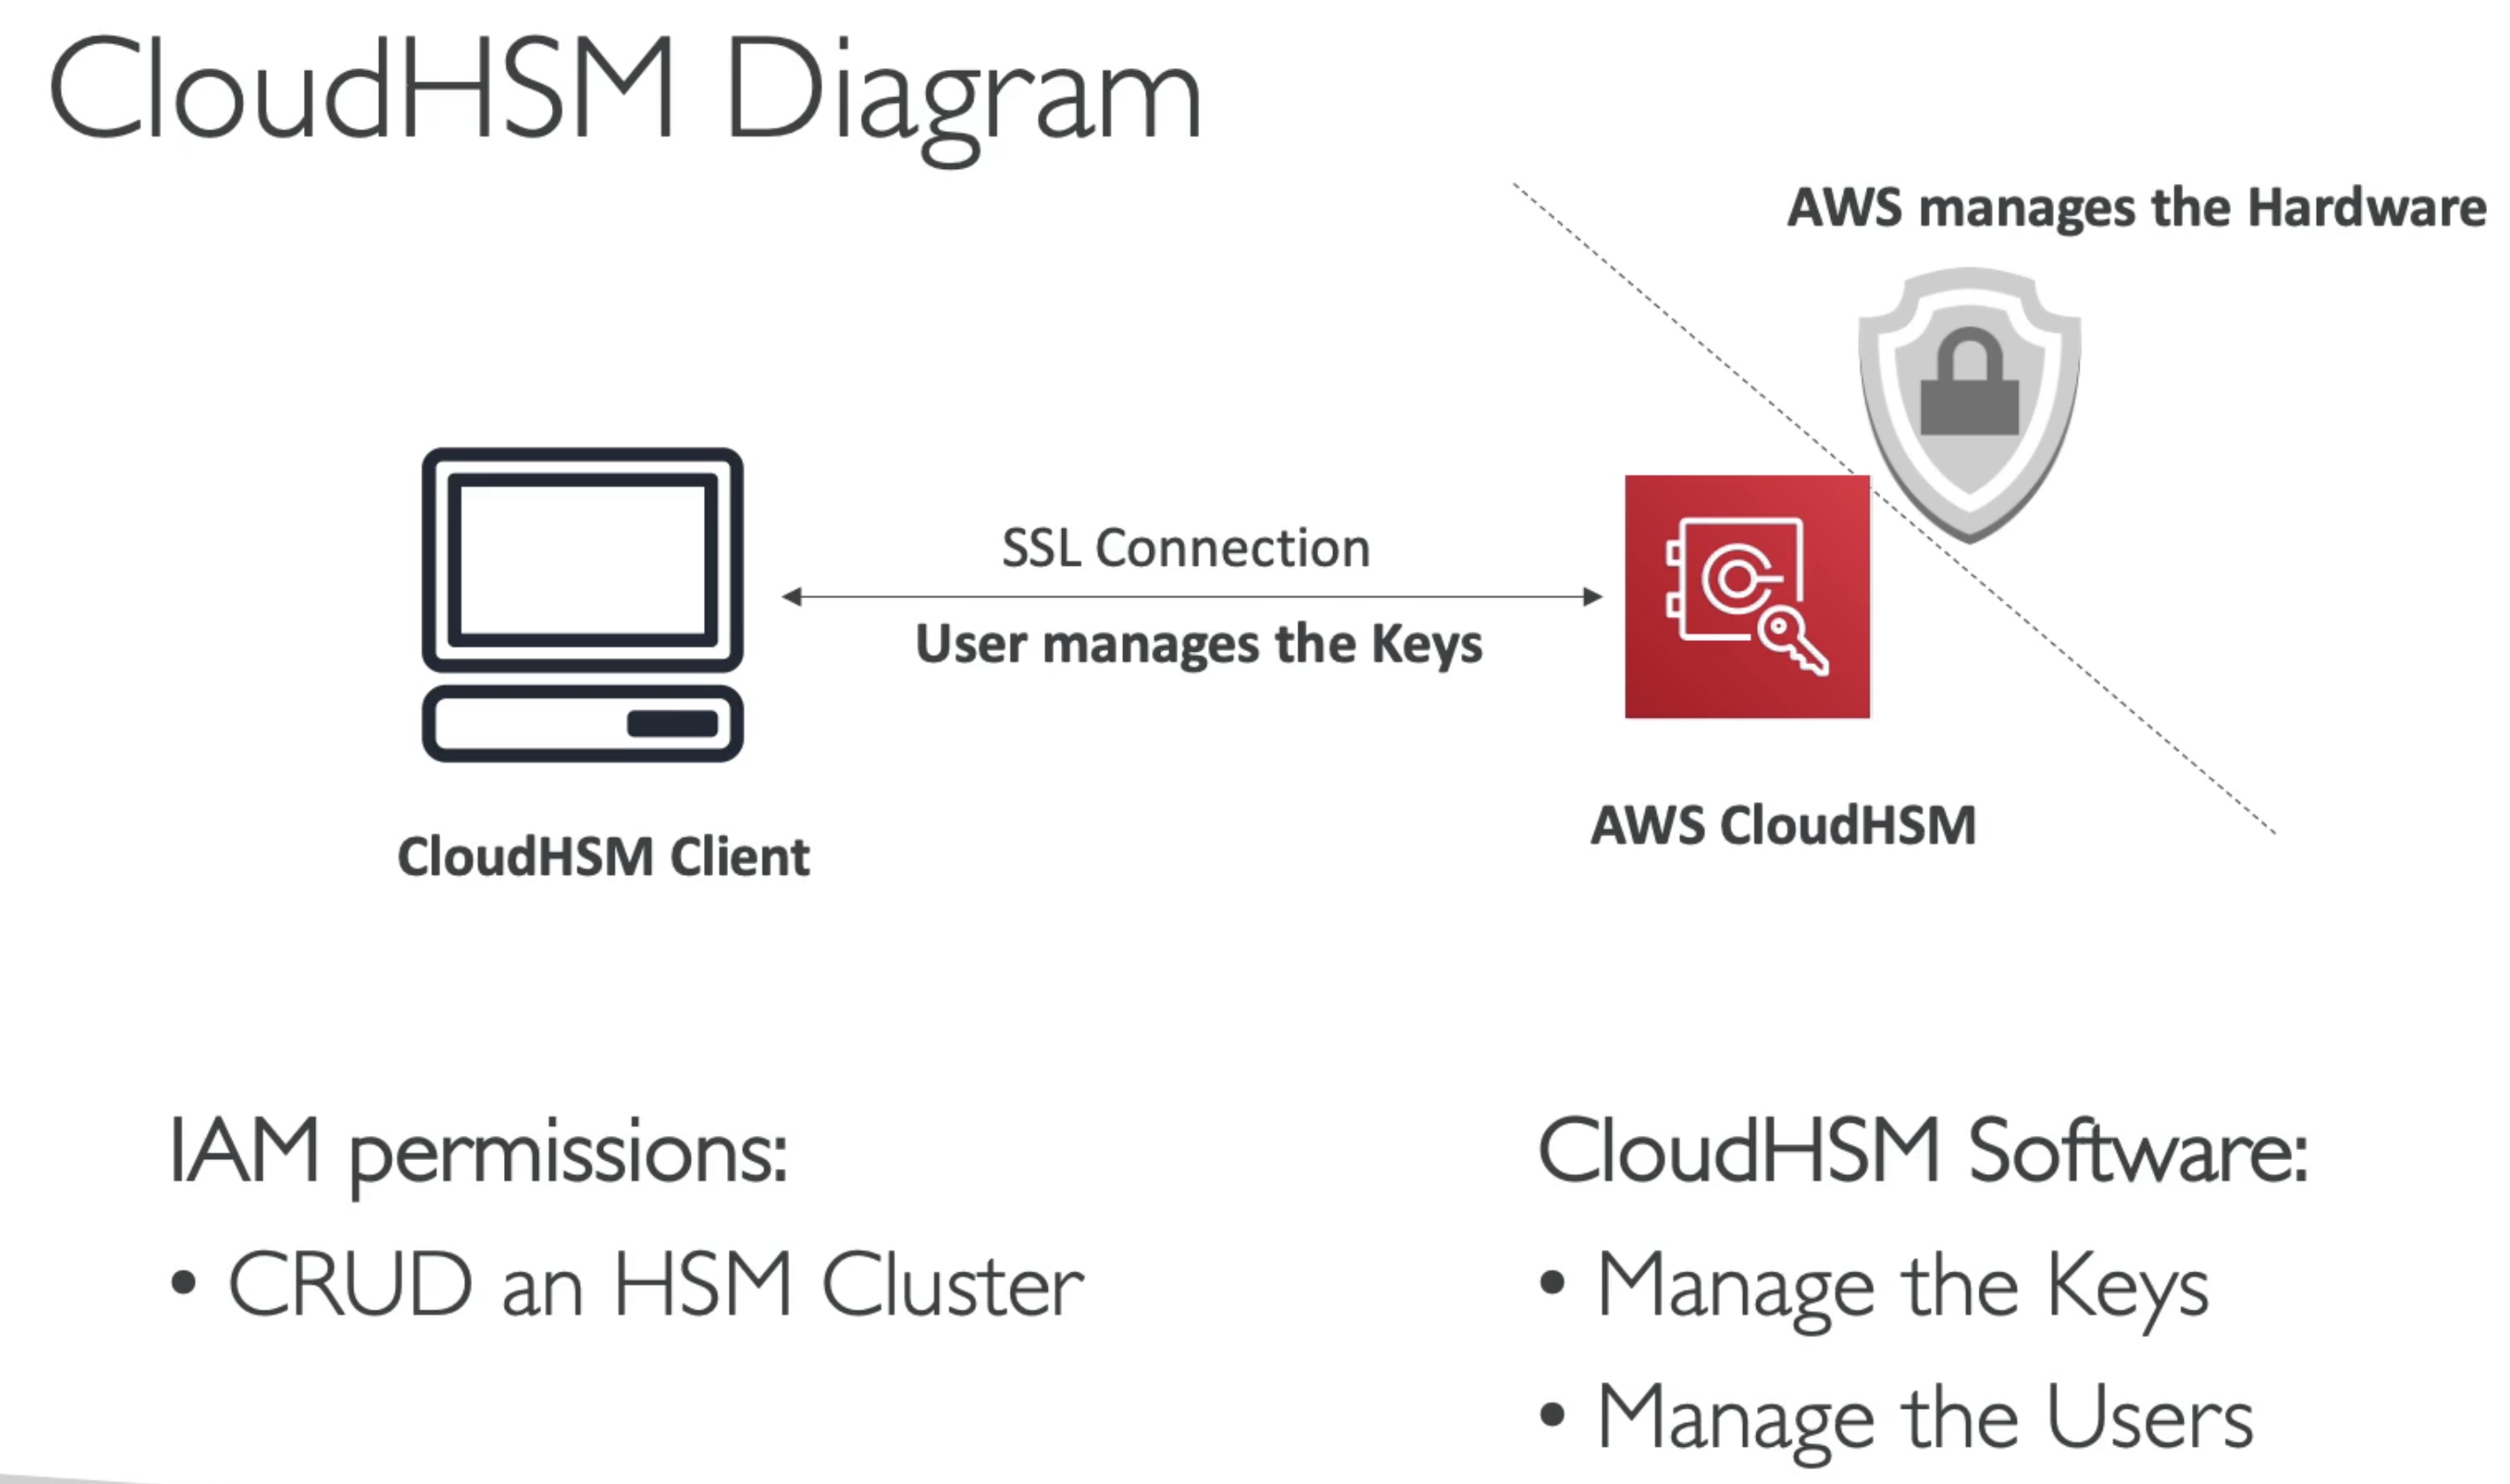 CloudHSM Diagram
AWS manages the Hardware
SSL Connection
User manages the Keys
CloudHSM Client
AWS CloudHSM
IAM permissions:
• CRUD an HSM Cluster
CloudHSM Software:
• Manage the Keys
• Manage the Users